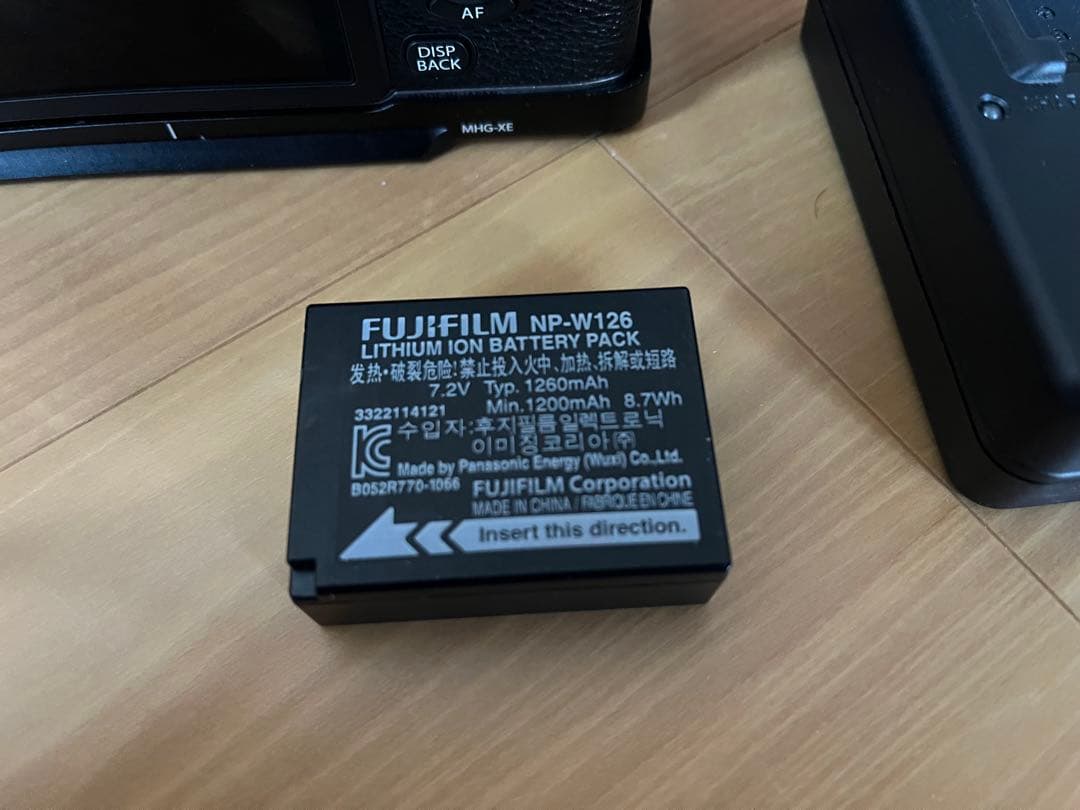 AF
DISP
BACK
MHG-XE
FUJIFILM NP-W126
LITHIUM ION BATTERY PACK
发热·破裂危险!禁止投入火中、加热、拆解或短路
7.2V Typ. 1260mAh
Min.1200mAh 8.7Wh
3322114121
수입자:후지필름일렉트로닉
이미징코리아㈜
Made by Panasonic Energy (Wuxi) Co.,Ltd.
B052R770-1066
FUJIFILM Corporation
MADE IN CHINA / FABRIQUE EN CHINE
Insert this direction.